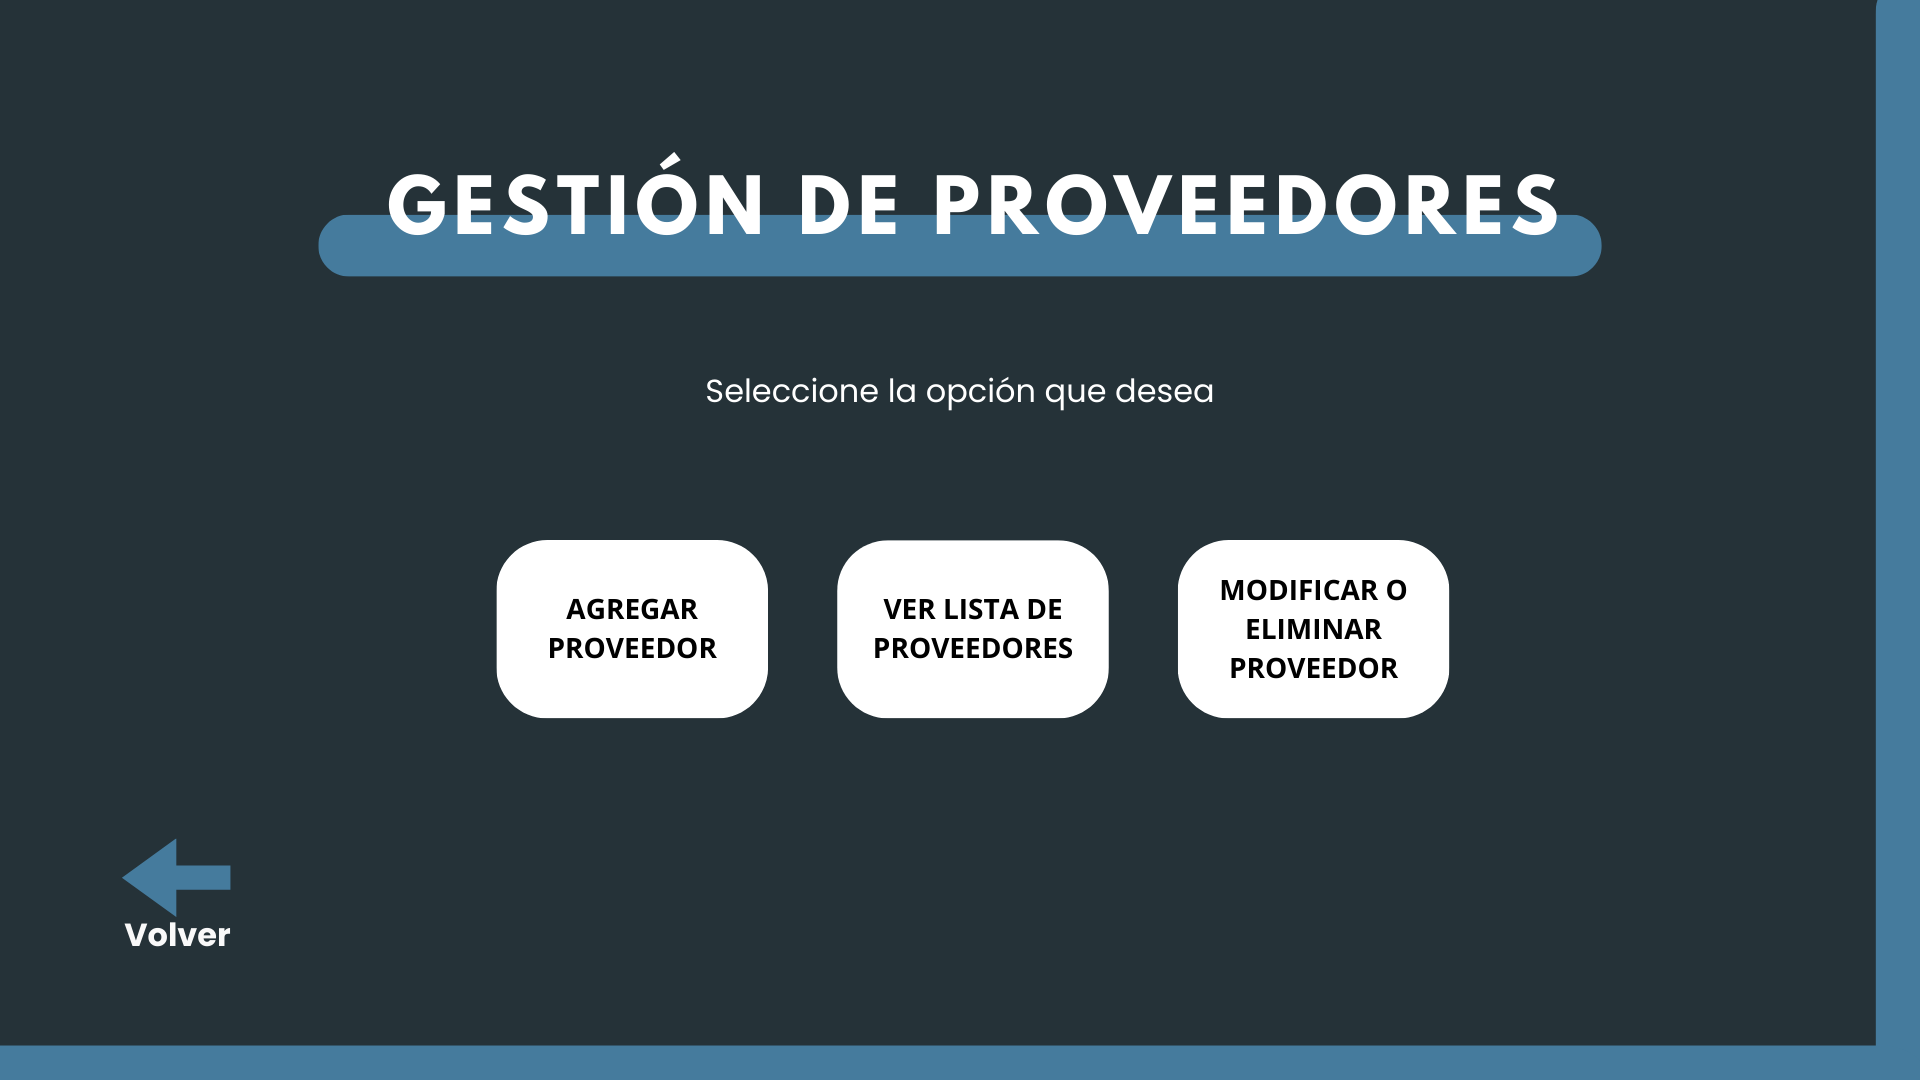 GESTIÓN DE PROVEEDORES
Seleccione la opción que desea
AGREGAR
PROVEEDOR
VER LISTA DE
PROVEEDORES
MODIFICAR O
ELIMINAR
PROVEEDOR
Volver